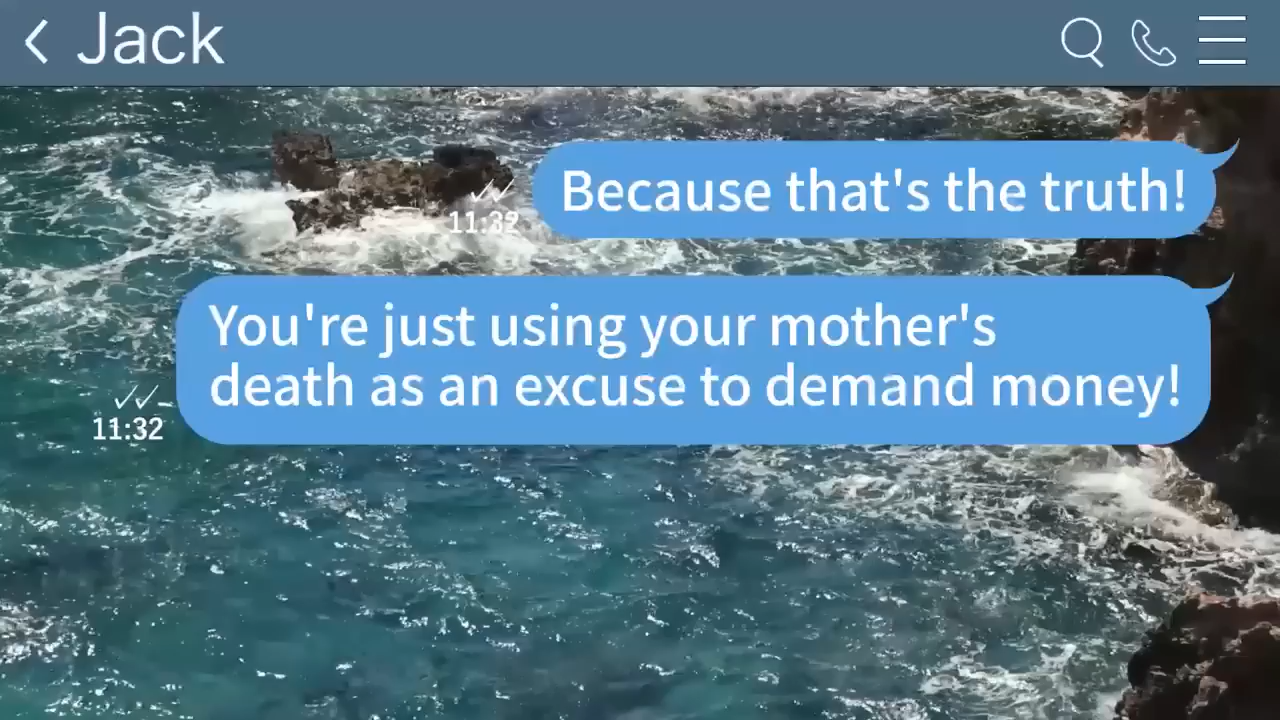 Jack
Because that's the truth!
11:32
You're just using your mother's
death as an excuse to demand money!
11:32